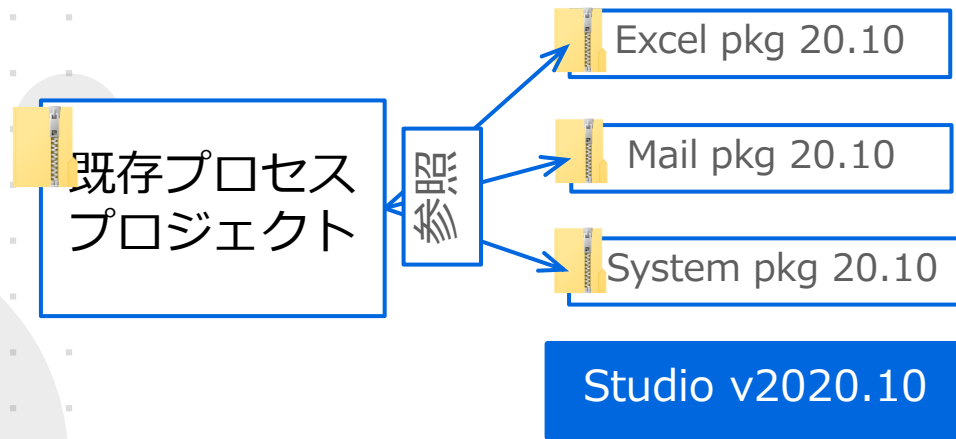 既存プロセス
プロジェクト
参照
Excel pkg 20.10
Mail pkg 20.10
System pkg 20.10
Studio v2020.10